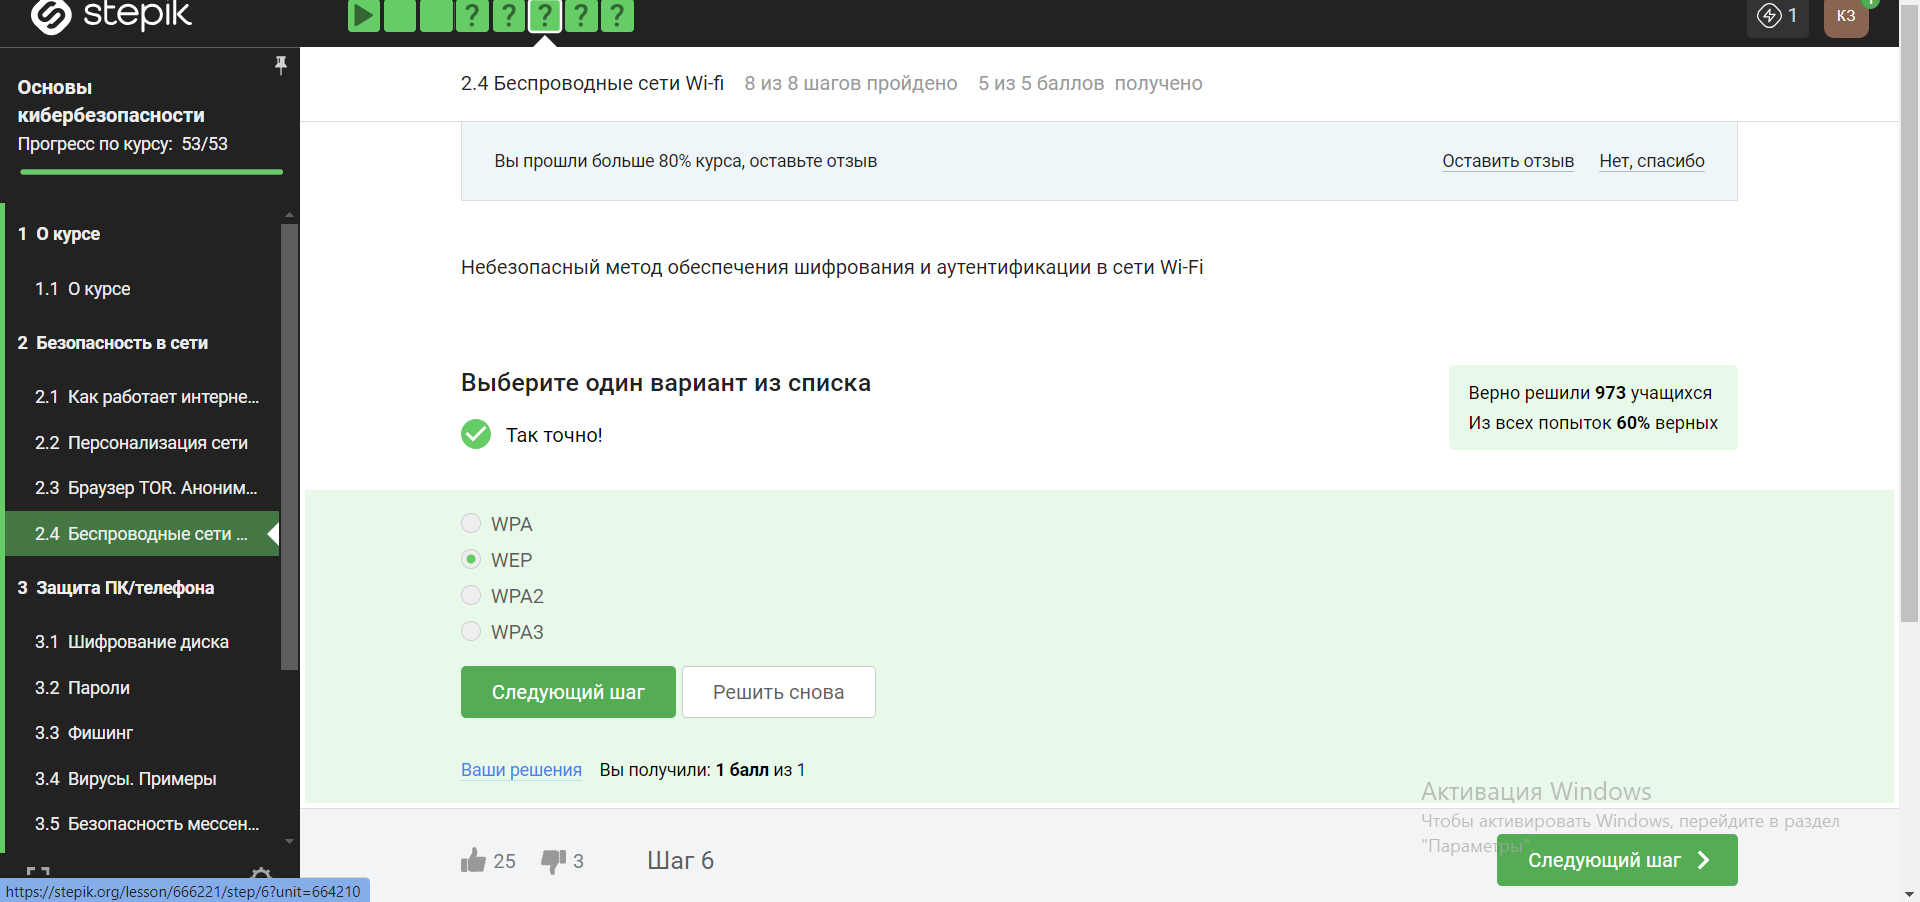 stepik
?
?
?
?
?
1
КЗ
Основы
кибербезопасности
Прогресс по курсу: 53/53
1 О курсе
1.1 О курсе
2 Безопасность в сети
2.1 Как работает интерне...
2.2 Персонализация сети
2.3 Браузер TOR. Аноним...
2.4 Беспроводные сети ...
3 Защита ПК/телефона
3.1 Шифрование диска
3.2 Пароли
3.3 Фишинг
3.4 Вирусы. Примеры
3.5 Безопасность мессен...
2.4 Беспроводные сети Wi-fi 8 из 8 шагов пройдено 5 из 5 баллов получено
Вы прошли больше 80% курса, оставьте отзыв
Оставить отзыв Нет, спасибо
Небезопасный метод обеспечения шифрования и аутентификации в сети Wi-Fi
Выберите один вариант из списка
Так точно!
Верно решили 973 учащихся
Из всех попыток 60% верных
WPA
WEP
WPA2
WPA3
Следующий шаг
Решить снова
Ваши решения Вы получили: 1 балл из 1
Активация Windows
Чтобы активировать Windows, перейдите в раздел
"Параметры".
25 3 Шаг 6
Следующий шаг
https://stepik.org/lesson/666221/step/6?unit=664210